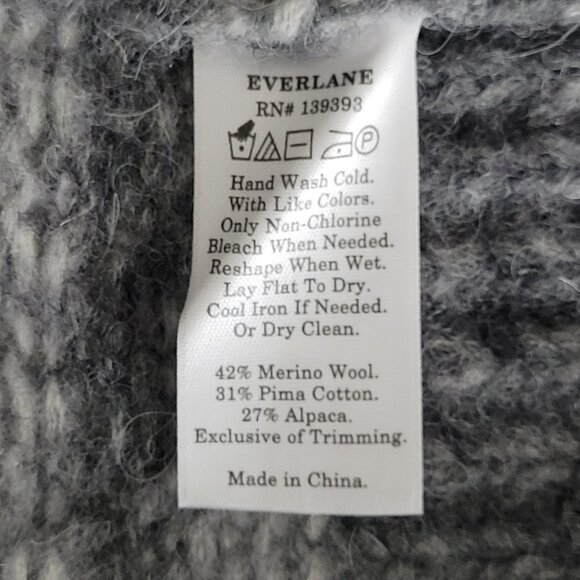 EVERLANE
RN# 139393
P
Hand Wash Cold.
With Like Colors.
Only Non-Chlorine
Bleach When Needed.
Reshape When Wet.
Lay Flat To Dry.
Cool Iron If Needed.
Or Dry Clean.
42% Merino Wool.
31% Pima Cotton.
27% Alpaca.
Exclusive of Trimming.
Made in China.